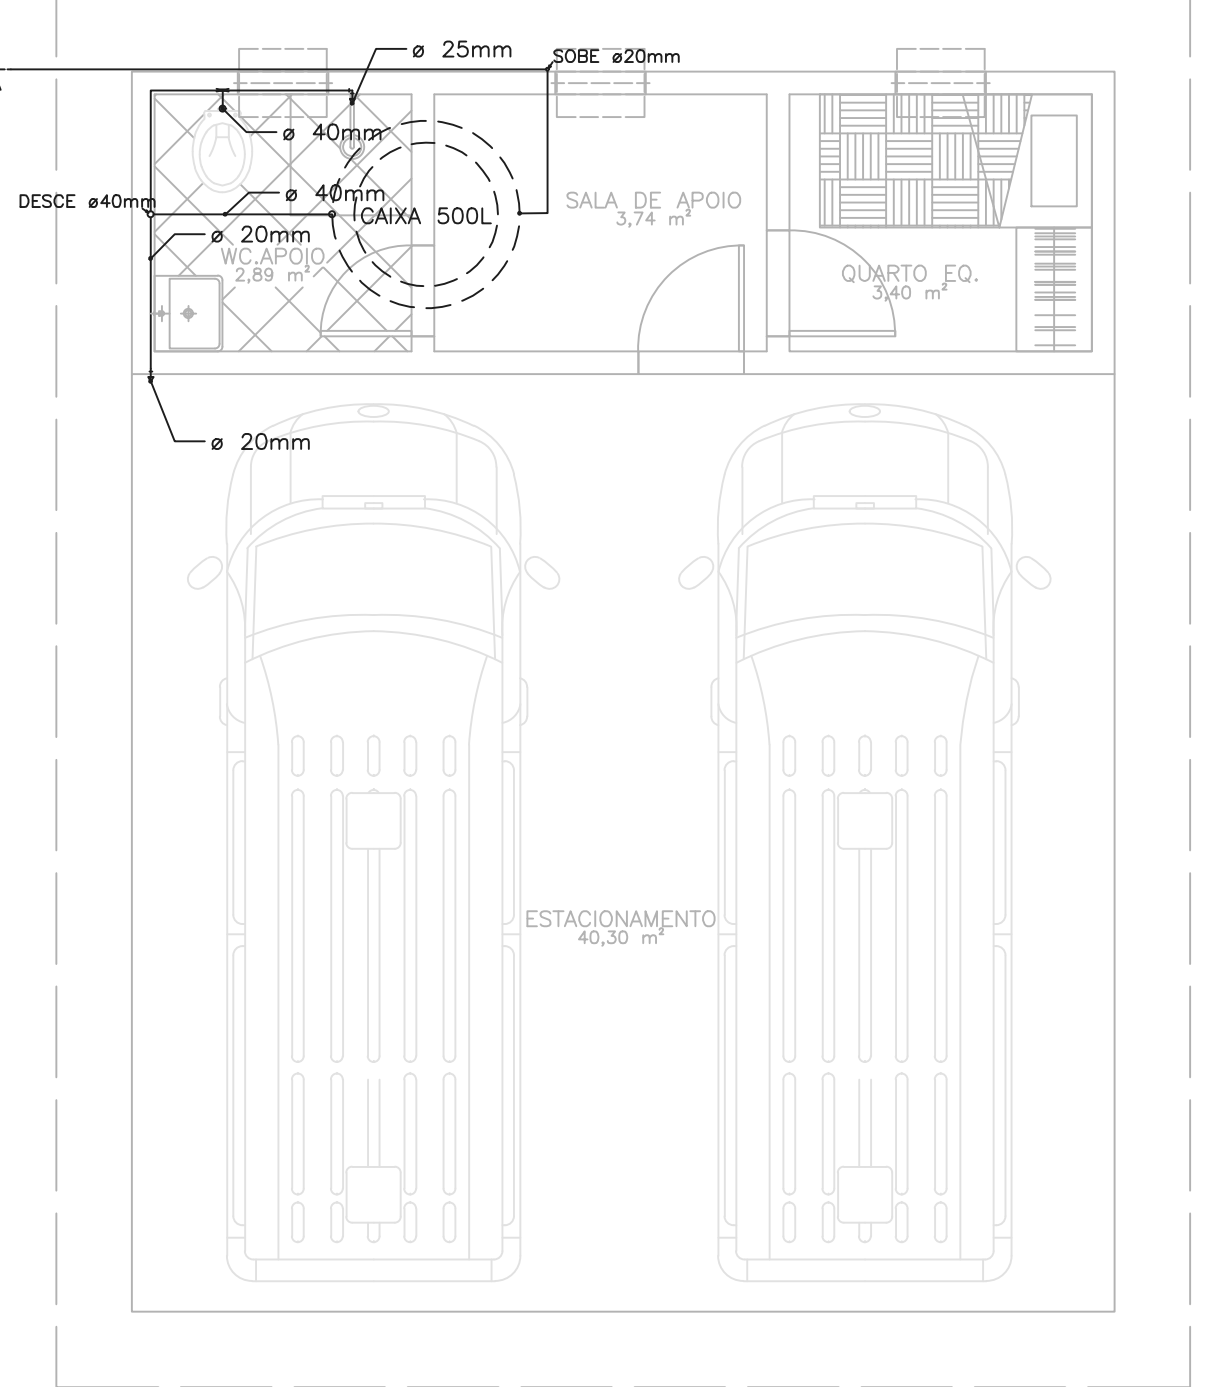 ø 25mm
SOBE ø20mm
ø 40mm
ø 40mm
DESCE ø40mm
CAIXA 500L
SALA DE APOIO
3,74 m²
ø 20mm
WC.APOIO
2,89 m²
QUARTO EQ.
3,40 m²
ø 20mm
ESTACIONAMENTO
40,30 m²